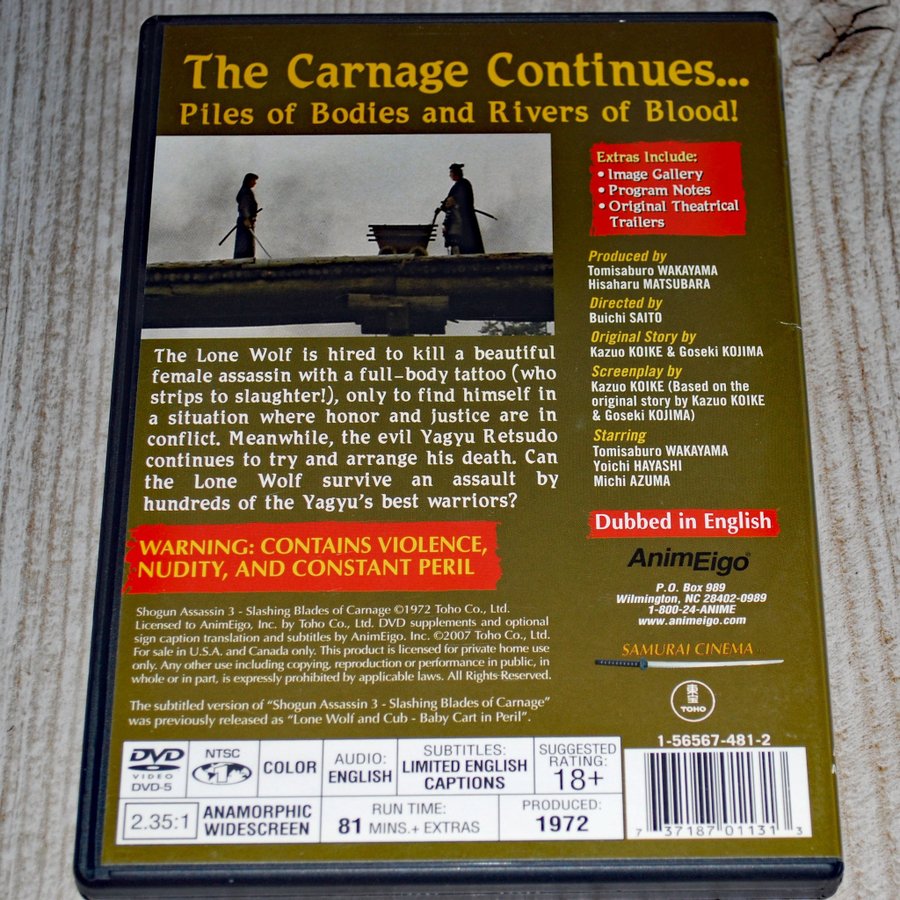 The Carnage Continues...
Piles of Bodies and Rivers of Blood!
Extras Include:
• Image Gallery
• Program Notes
• Original Theatrical
Trailers
Produced by
Tomisaburo WAKAYAMA
Hisaharu MATSUBARA
Directed by
Buichi SAITO
Original Story by
Kazuo KOIKE & Goseki KOJIMA
Screenplay by
Kazuo KOIKE (Based on the
original story by Kazuo KOIKE
& Goseki KOJIMA)
Starring
Tomisaburo WAKAYAMA
Yoichi HAYASHI
Michi AZUMA
The Lone Wolf is hired to kill a beautiful
female assassin with a full-body tattoo (who
strips to slaughter!), only to find himself in
a situation where honor and justice are in
conflict. Meanwhile, the evil Yagyu Retsudo
continues to try and arrange his death. Can
the Lone Wolf survive an assault by
hundreds of the Yagyu's best warriors?
WARNING: CONTAINS VIOLENCE,
NUDITY, AND CONSTANT PERIL
Dubbed in English
AnimEigo®
P.O. Box 989
Wilmington, NC 28402-0989
1-800-24-ANIME
www.animeigo.com
SAMURAI CINEMA
東宝
TOHO
Shogun Assassin 3 - Slashing Blades of Carnage ©1972 Toho Co., Ltd.
Licensed to AnimEigo, Inc. by Toho Co., Ltd. DVD supplements and optional
sign caption translation and subtitles by AnimEigo. Inc. ©2007 Toho Co., Ltd.
For sale in U.S.A. and Canada only. This product is licensed for private home use
only. Any other use including copying, reproduction or performance in public, in
whole or in part, is expressly prohibited by applicable laws. All Rights Reserved.
The subtitled version of "Shogun Assassin 3 - Slashing Blades of Carnage"
was previously released as "Lone Wolf and Cub - Baby Cart in Peril".
DVD
VIDEO
DVD-5
NTSC
1
COLOR
AUDIO:
ENGLISH
SUBTITLES:
LIMITED ENGLISH
CAPTIONS
SUGGESTED
RATING:
18+
2.35:1
ANAMORPHIC
WIDESCREEN
RUN TIME:
81 MINS.+ EXTRAS
PRODUCED:
1972
1-56567-481-2
7 37187 01131 3